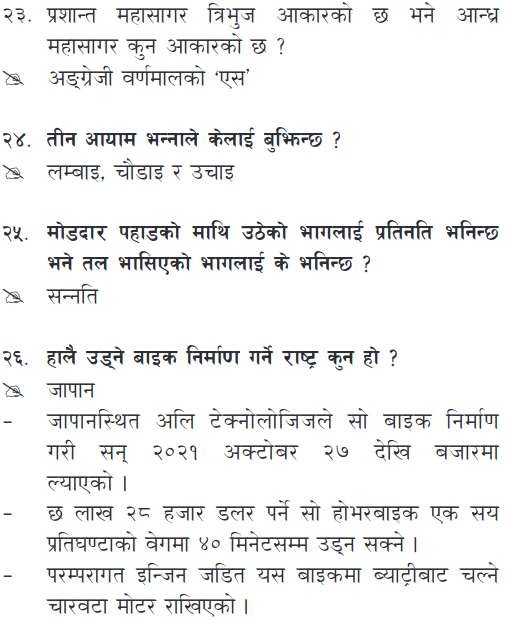 २३. प्रशान्त महासागर त्रिभुज आकारको छ भने आन्ध्र
महासागर कुन आकारको छ ?
अङ्ग्रेजी वर्णमालको ‘एस’
२४. तीन आयाम भन्नाले केलाई बुझिन्छ ?
लम्बाइ, चौडाइ र उचाइ
२५. मोडदार पहाडको माथि उठेको भागलाई प्रतिनति भनिन्छ
भने तल भासिएको भागलाई के भनिन्छ ?
सन्नति
२६. हालै उड्ने बाइक निर्माण गर्ने राष्ट्र कुन हो ?
जापान
– जापानस्थित अलि टेक्नोलोजिजले सो बाइक निर्माण
गरी सन् २०२१ अक्टोबर २७ देखि बजारमा
ल्याएको ।
– छ लाख २८ हजार डलर पर्ने सो होभरबाइक एक सय
प्रतिघण्टाको वेगमा ४० मिनेटसम्म उड्न सक्ने ।
– परम्परागत इन्जिन जडित यस बाइकमा ब्याट्रीबाट चल्ने
चारवटा मोटर राखिएको ।